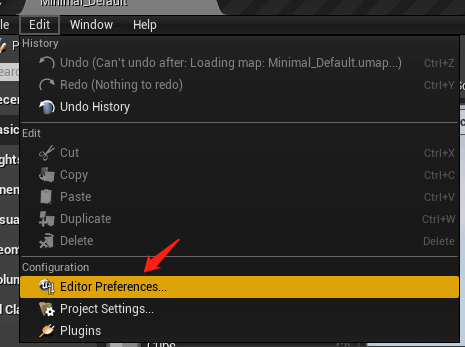 Minimal_Default
Edit Window Help
History
Undo (Can't undo after: Loading map: Minimal_Default.umap...) Ctrl+Z
Redo (Nothing to redo) Ctrl+Y
Undo History
Edit
Cut Ctrl+X
Copy Ctrl+C
Paste Ctrl+V
Duplicate Ctrl+W
Delete Delete
Configuration
Editor Preferences...
Project Settings...
Plugins
Cube